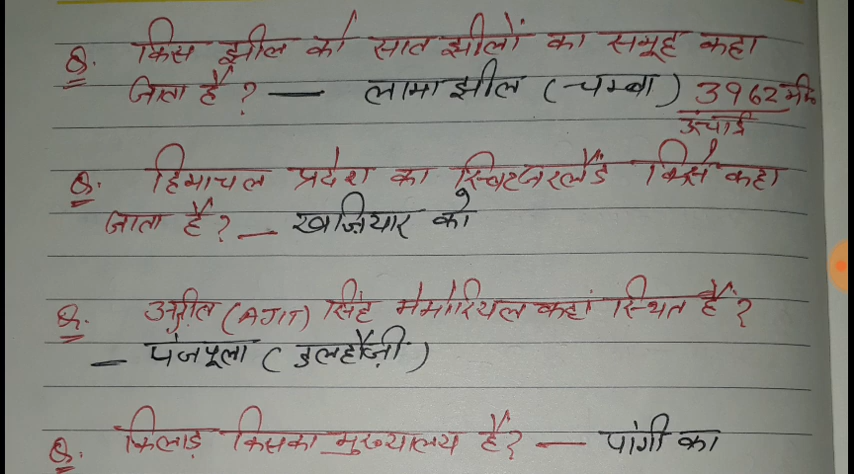 Q. किस झील को सात झीलों का समूह कहा
जाता है? — लामा झील (चम्बा) 3962 मी०
ऊंचाई
Q. हिमाचल प्रदेश का स्विटजरलैंड किसे कहा
जाता है? — खज़ियार को
Q. अजीत (AJIT) सिंह मेमोरियल कहां स्थित है?
— पंजपूला (डलहौज़ी)
Q. किलाड़ किसका मुख्यालय है? — पांगी का